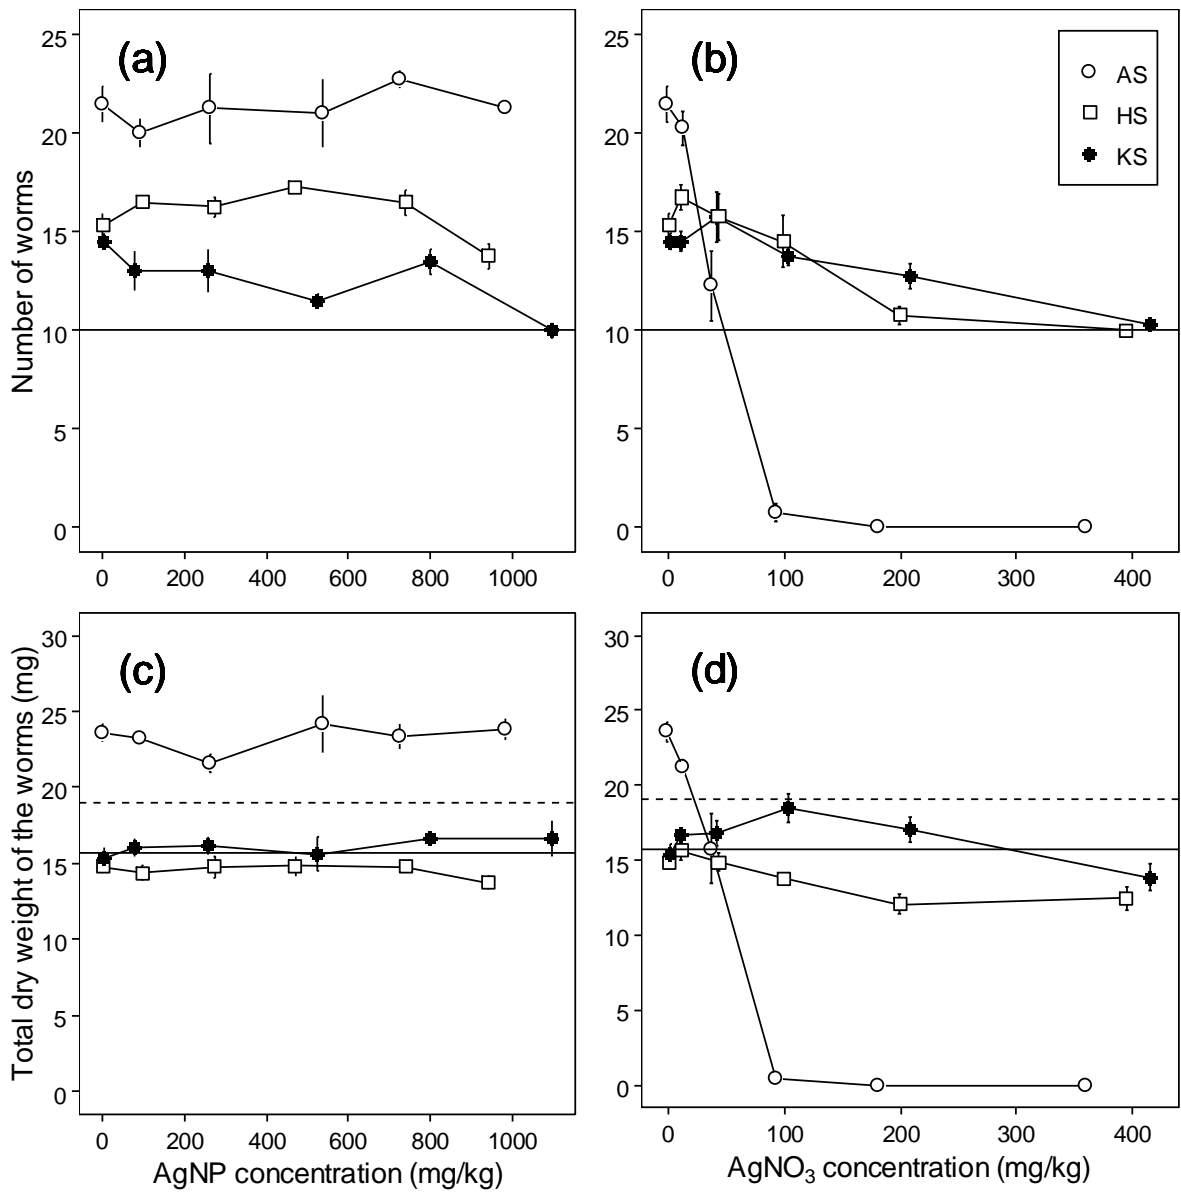 (a)
Number of worms
25
20
15
10
5
0
0 200 400 600 800 1000
(b)
AS
HS
KS
25
20
15
10
5
0
0 100 200 300 400
(c)
Total dry weight of the worms (mg)
30
25
20
15
10
5
0
0 200 400 600 800 1000
AgNP concentration (mg/kg)
(d)
30
25
20
15
10
5
0
0 100 200 300 400
AgNO₃ concentration (mg/kg)